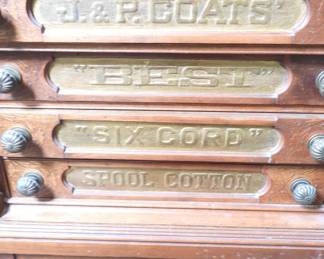 J. & P. COATS'
"BEST"
"SIX CORD"
SPOOL COTTON